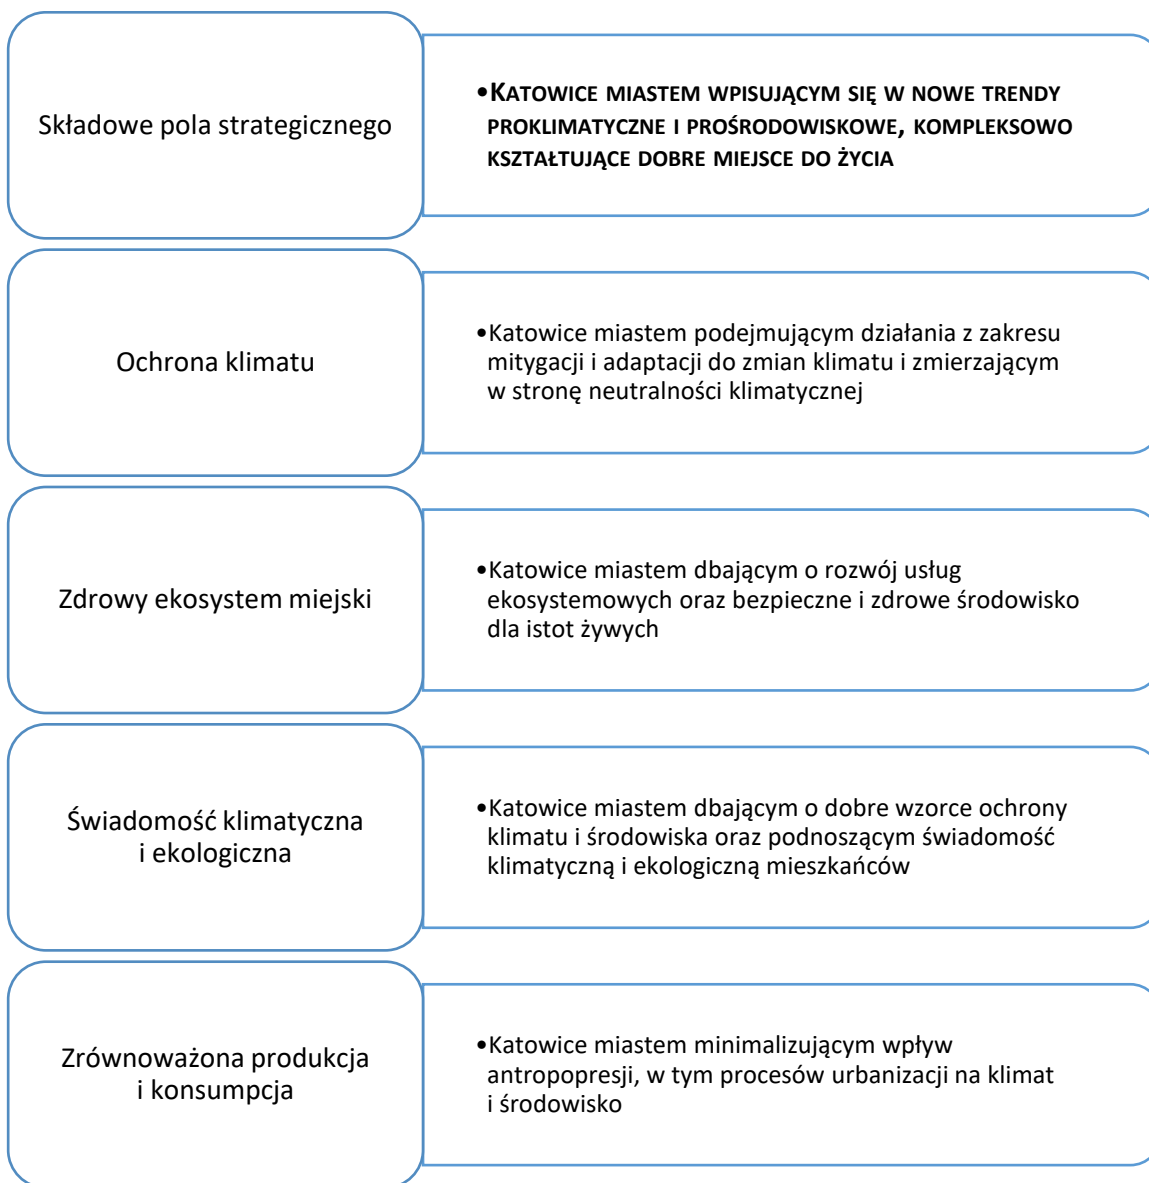 Składowe pola strategicznego
•KATOWICE MIASTEM WPISUJĄCYM SIĘ W NOWE TRENDY
PROKLIMATYCZNE I PROŚRODOWISKOWE, KOMPLEKSOWO
KSZTAŁTUJĄCE DOBRE MIEJSCE DO ŻYCIA
Ochrona klimatu
•Katowice miastem podejmującym działania z zakresu
mitygacji i adaptacji do zmian klimatu i zmierzającym
w stronę neutralności klimatycznej
Zdrowy ekosystem miejski
•Katowice miastem dbającym o rozwój usług
ekosystemowych oraz bezpieczne i zdrowe środowisko
dla istot żywych
Świadomość klimatyczna
i ekologiczna
•Katowice miastem dbającym o dobre wzorce ochrony
klimatu i środowiska oraz podnoszącym świadomość
klimatyczną i ekologiczną mieszkańców
Zrównoważona produkcja
i konsumpcja
•Katowice miastem minimalizującym wpływ
antropopresji, w tym procesów urbanizacji na klimat
i środowisko